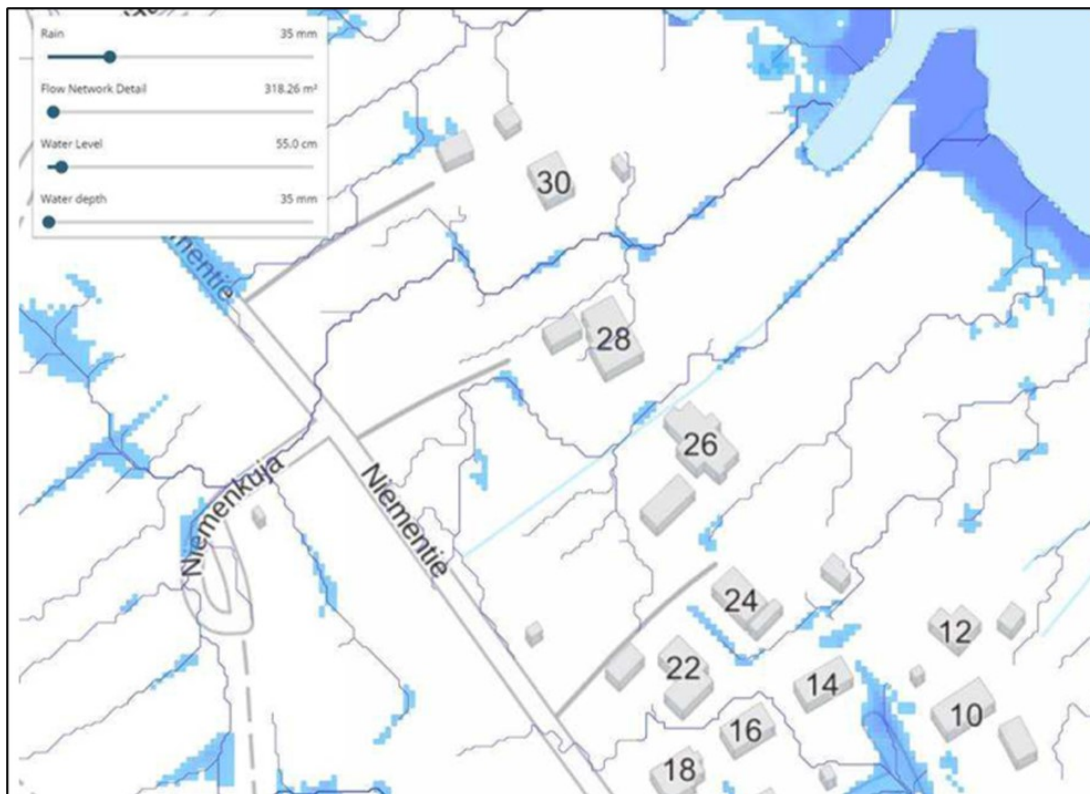 Rain 35 mm
Flow Network Detail 318.26 m²
Water Level 55.0 cm
Water depth 35 mm
mentie
30
28
26
Niemenkuja
Niementie
24
12
22
14
10
16
18